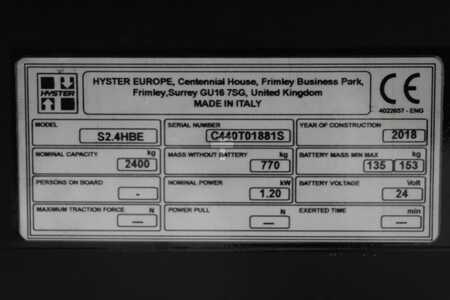 HYSTER
HYSTER EUROPE, Centennial House, Frimley Business Park,
Frimley,Surrey GU16 7SG, United Kingdom
MADE IN ITALY
CE
4022657 - ENG
MODEL S2.4HBE
SERIAL NUMBER C440T01881S
YEAR OF CONSTRUCTION 2018
NOMINAL CAPACITY kg 2400
MASS WITHOUT BATTERY kg 770
BATTERY MASS MIN MAX kg 135 153
PERSONS ON BOARD -
NOMINAL POWER kW 1.20
BATTERY VOLTAGE Volt 24
MAXIMUM TRACTION FORCE N —
POWER PULL N —
EXERTED TIME min —